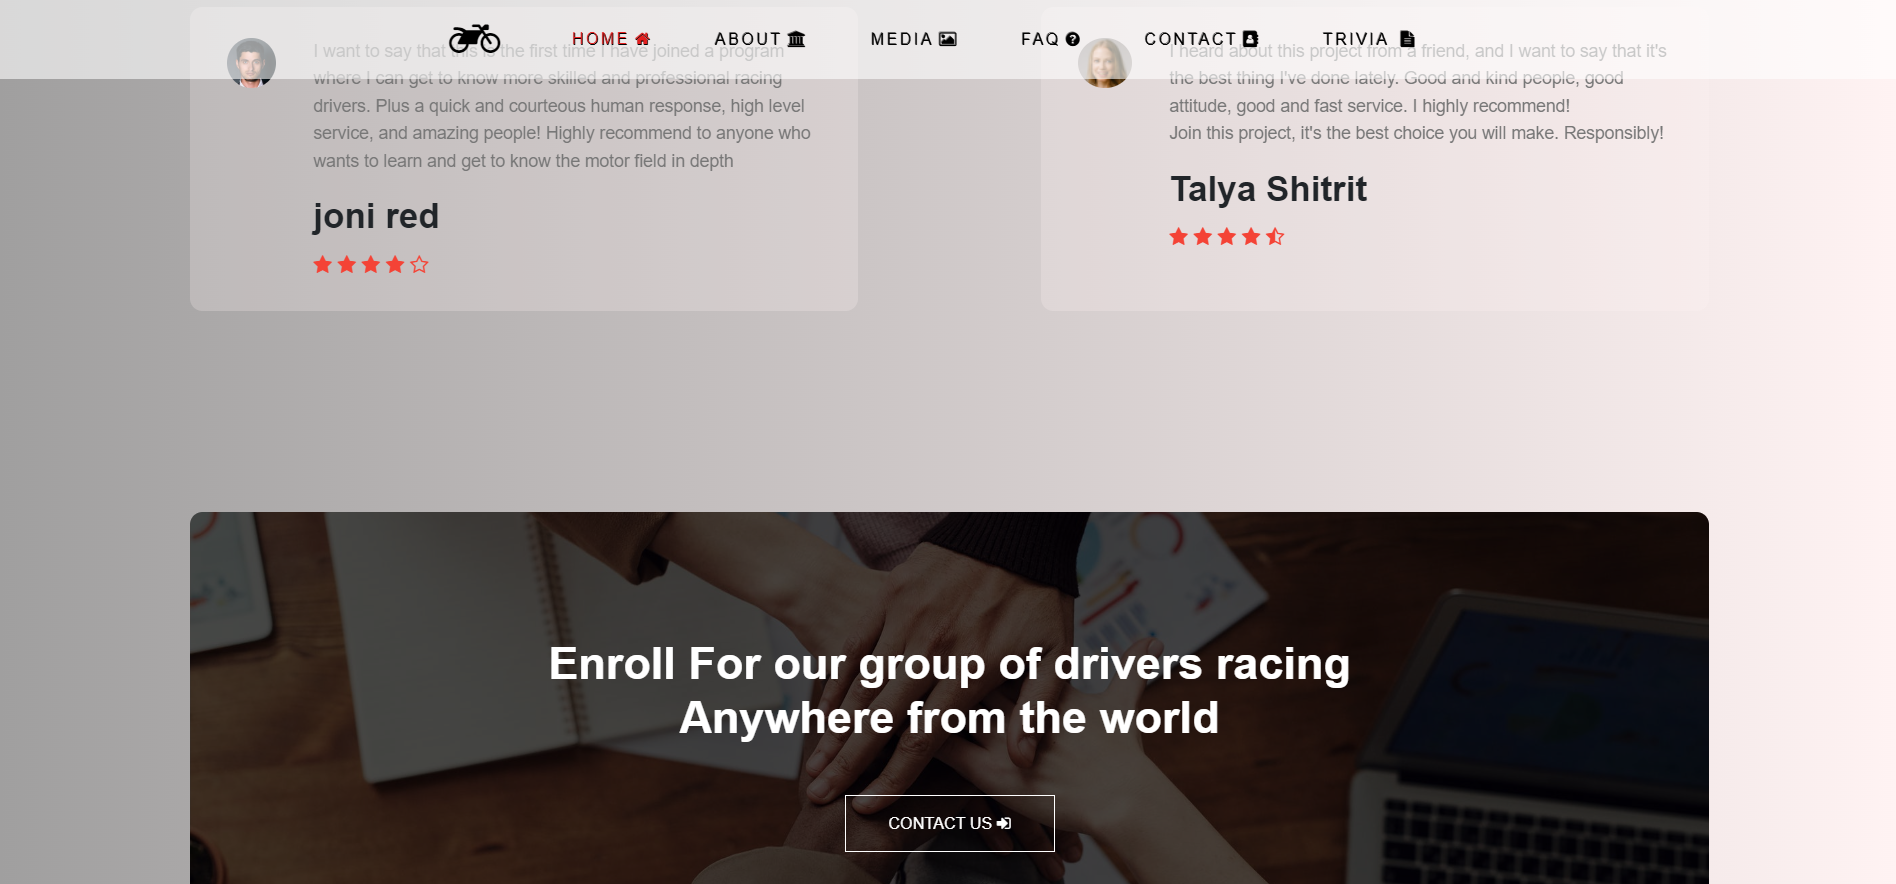 HOME
ABOUT
MEDIA
FAQ
CONTACT
TRIVIA
I want to say that this is the first time I have joined a program
where I can get to know more skilled and professional racing
drivers. Plus a quick and courteous human response, high level
service, and amazing people! Highly recommend to anyone who
wants to learn and get to know the motor field in depth
joni red
I heard about this project from a friend, and I want to say that it's
the best thing I've done lately. Good and kind people, good
attitude, good and fast service. I highly recommend!
Join this project, it's the best choice you will make. Responsibly!
Talya Shitrit
Enroll For our group of drivers racing
Anywhere from the world
CONTACT US